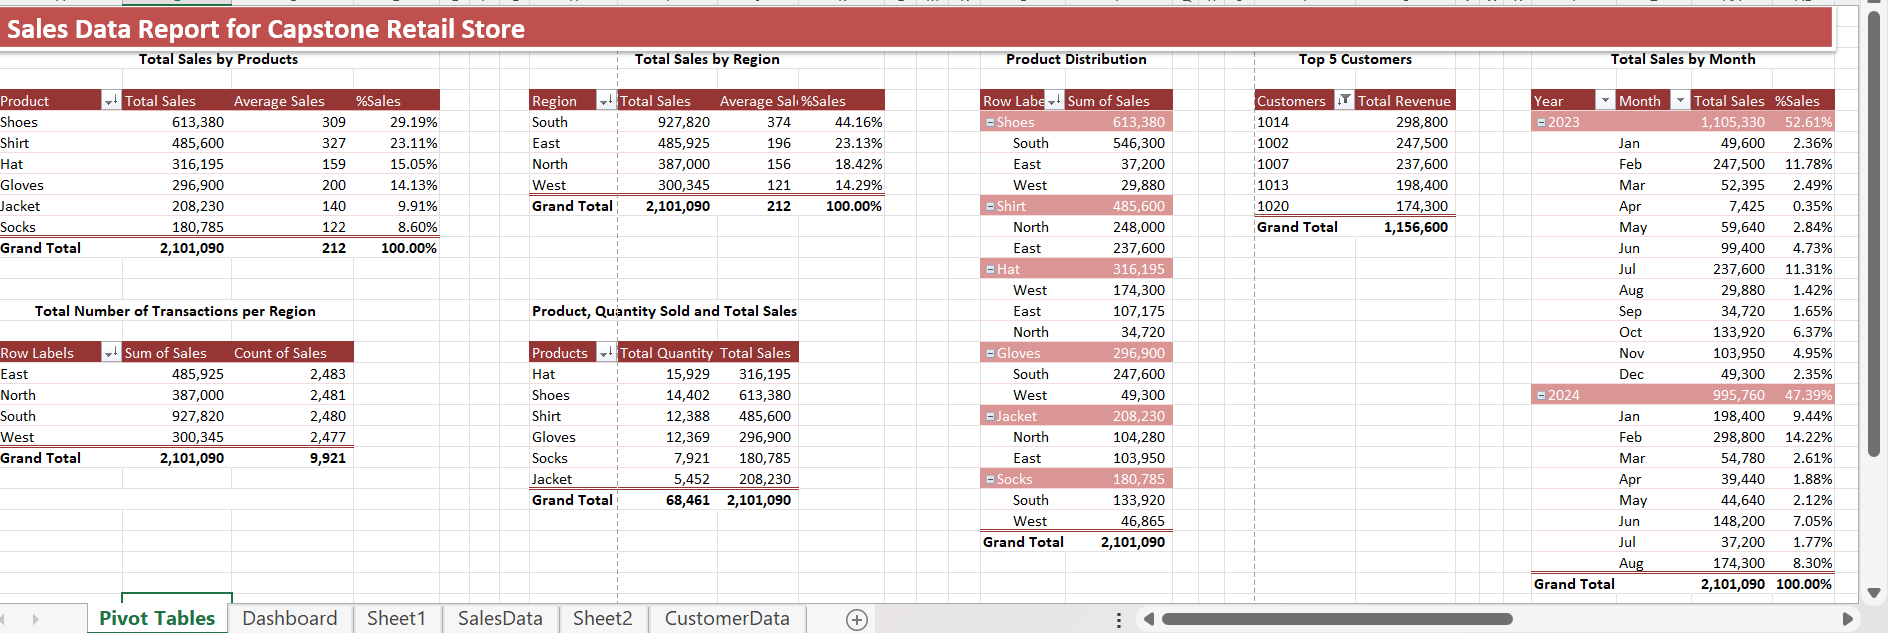 Sales Data Report for Capstone Retail Store
Total Sales by Products
Product Total Sales Average Sales %Sales
Shoes 613,380 309 29.19%
Shirt 485,600 327 23.11%
Hat 316,195 159 15.05%
Gloves 296,900 200 14.13%
Jacket 208,230 140 9.91%
Socks 180,785 122 8.60%
Grand Total 2,101,090 212 100.00%
Total Number of Transactions per Region
Row Labels Sum of Sales Count of Sales
East 485,925 2,483
North 387,000 2,481
South 927,820 2,480
West 300,345 2,477
Grand Total 2,101,090 9,921
Total Sales by Region
Region Total Sales Average Sal %Sales
South 927,820 374 44.16%
East 485,925 196 23.13%
North 387,000 156 18.42%
West 300,345 121 14.29%
Grand Total 2,101,090 212 100.00%
Product, Quantity Sold and Total Sales
Products Total Quantity Total Sales
Hat 15,929 316,195
Shoes 14,402 613,380
Shirt 12,388 485,600
Gloves 12,369 296,900
Socks 7,921 180,785
Jacket 5,452 208,230
Grand Total 68,461 2,101,090
Product Distribution
Row Labe Sum of Sales
Shoes 613,380
South 546,300
East 37,200
West 29,880
Shirt 485,600
North 248,000
East 237,600
Hat 316,195
West 174,300
East 107,175
North 34,720
Gloves 296,900
South 247,600
West 49,300
Jacket 208,230
North 104,280
East 103,950
Socks 180,785
South 133,920
West 46,865
Grand Total 2,101,090
Top 5 Customers
Customers Total Revenue
1014 298,800
1002 247,500
1007 237,600
1013 198,400
1020 174,300
Grand Total 1,156,600
Total Sales by Month
Year Month Total Sales %Sales
2023 1,105,330 52.61%
Jan 49,600 2.36%
Feb 247,500 11.78%
Mar 52,395 2.49%
Apr 7,425 0.35%
May 59,640 2.84%
Jun 99,400 4.73%
Jul 237,600 11.31%
Aug 29,880 1.42%
Sep 34,720 1.65%
Oct 133,920 6.37%
Nov 103,950 4.95%
Dec 49,300 2.35%
2024 995,760 47.39%
Jan 198,400 9.44%
Feb 298,800 14.22%
Mar 54,780 2.61%
Apr 39,440 1.88%
May 44,640 2.12%
Jun 148,200 7.05%
Jul 37,200 1.77%
Aug 174,300 8.30%
Grand Total 2,101,090 100.00%
Pivot Tables Dashboard Sheet1 SalesData Sheet2 CustomerData